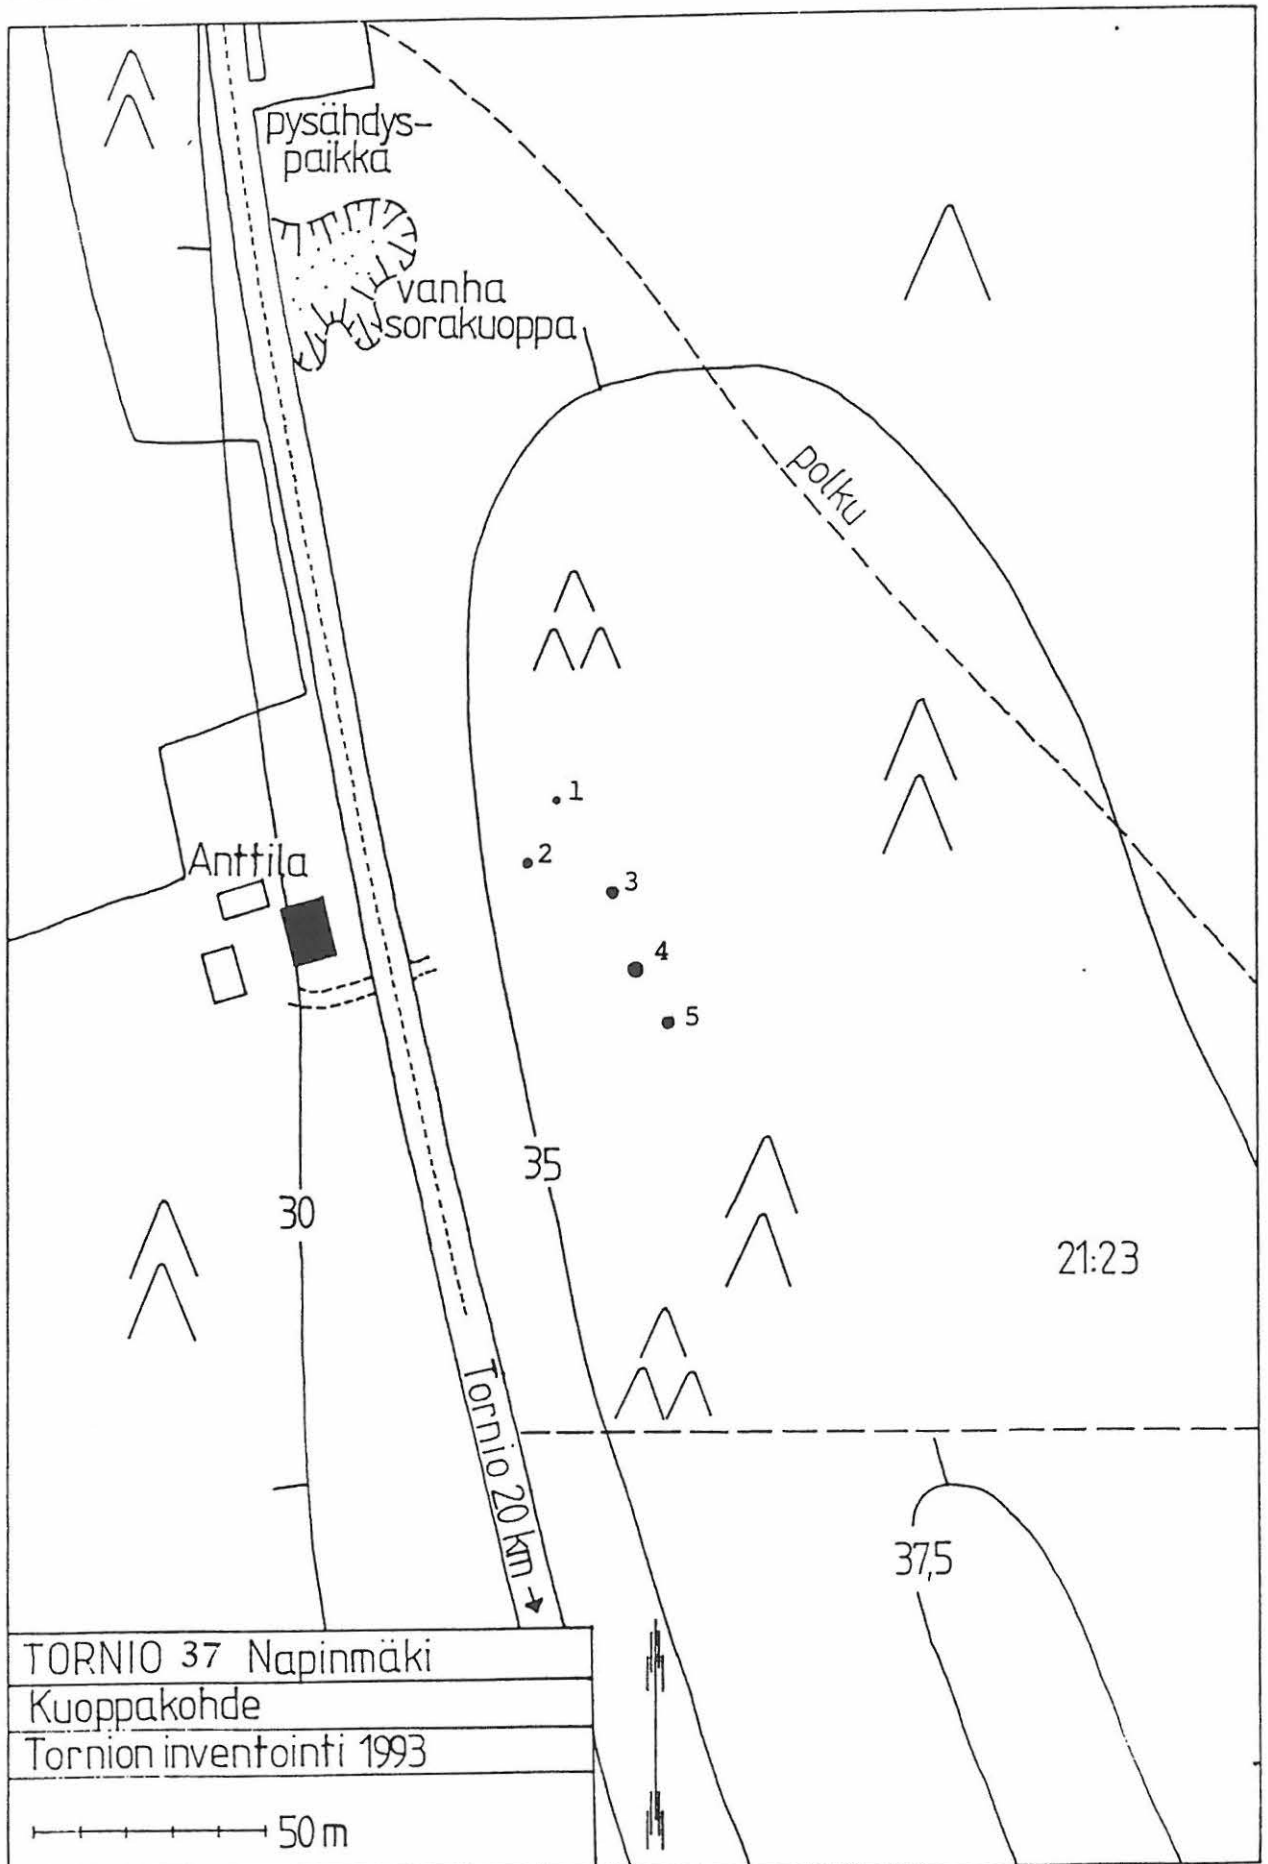 pysähdys-
paikka
vanha
sorakuoppa
polku
1
2
3
4
5
Anttila
35
30
21:23
Tornio 20 km
37,5
TORNIO 37 Napinmäki
Kuoppakohde
Tornion inventointi 1993
50 m